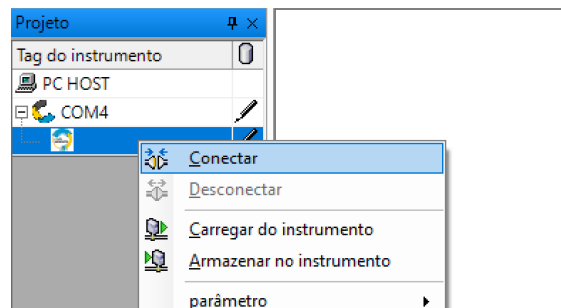 Projeto
Tag do instrumento
PC HOST
COM4
Conectar
Desconectar
Carregar do instrumento
Armazenar no instrumento
parâmetro